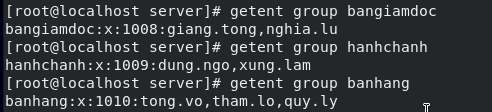 [root@localhost server]# getent group bangiamdoc
bangiamdoc:x:1008:giang.tong,nghia.lu
[root@localhost server]# getent group hanhchanh
hanhchanh:x:1009:dung.ngo,xung.lam
[root@localhost server]# getent group banhang
banhang:x:1010:tong.vo,tham.lo,quy.ly